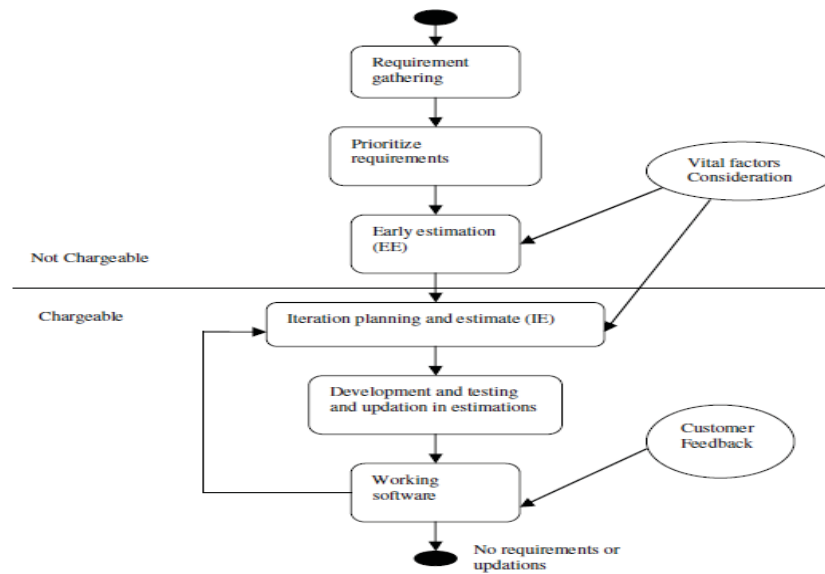 Requirement
gathering
Prioritize
requirements
Vital factors
Consideration
Early estimation
(EE)
Not Chargeable
Chargeable
Iteration planning and estimate (IE)
Development and testing
and updation in estimations
Customer
Feedback
Working
software
No requirements or
updations